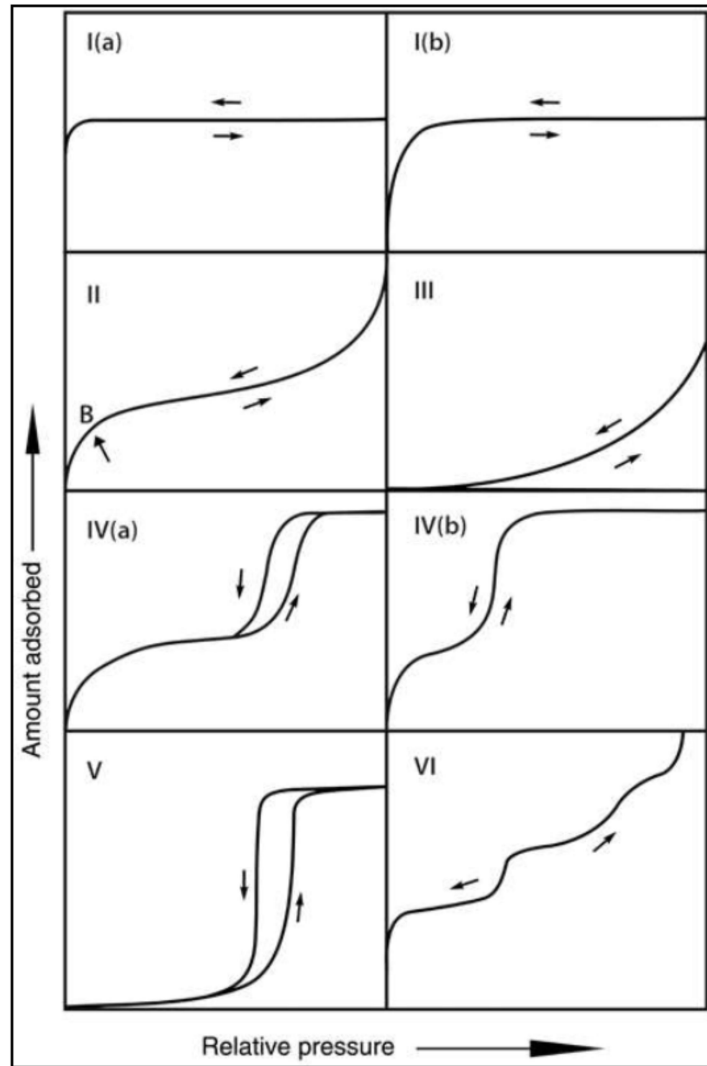 I(a)
I(b)
II
III
B
IV(a)
IV(b)
V
VI
Amount adsorbed
Relative pressure